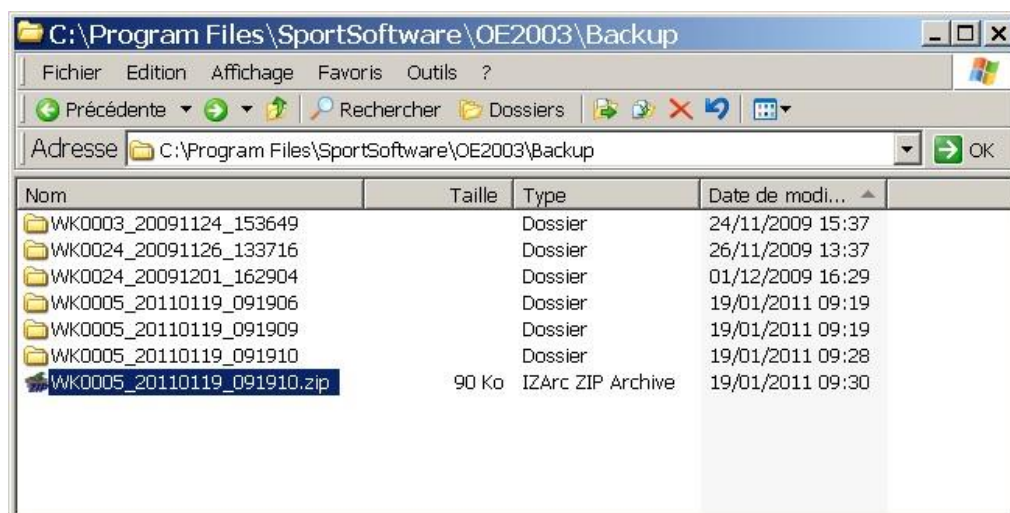 C:\Program Files\SportSoftware\OE2003\Backup
Fichier Edition Affichage Favoris Outils ?
Précédente Rechercher Dossiers
Adresse C:\Program Files\SportSoftware\OE2003\Backup OK
Nom Taille Type Date de modi...
WK0003_20091124_153649 Dossier 24/11/2009 15:37
WK0024_20091126_133716 Dossier 26/11/2009 13:37
WK0024_20091201_162904 Dossier 01/12/2009 16:29
WK0005_20110119_091906 Dossier 19/01/2011 09:19
WK0005_20110119_091909 Dossier 19/01/2011 09:19
WK0005_20110119_091910 Dossier 19/01/2011 09:28
WK0005_20110119_091910.zip 90 Ko IZArc ZIP Archive 19/01/2011 09:30